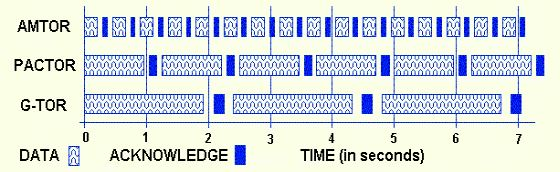 AMTOR
PACTOR
G-TOR
0 1 2 3 4 5 6 7
DATA ACKNOWLEDGE TIME (in seconds)